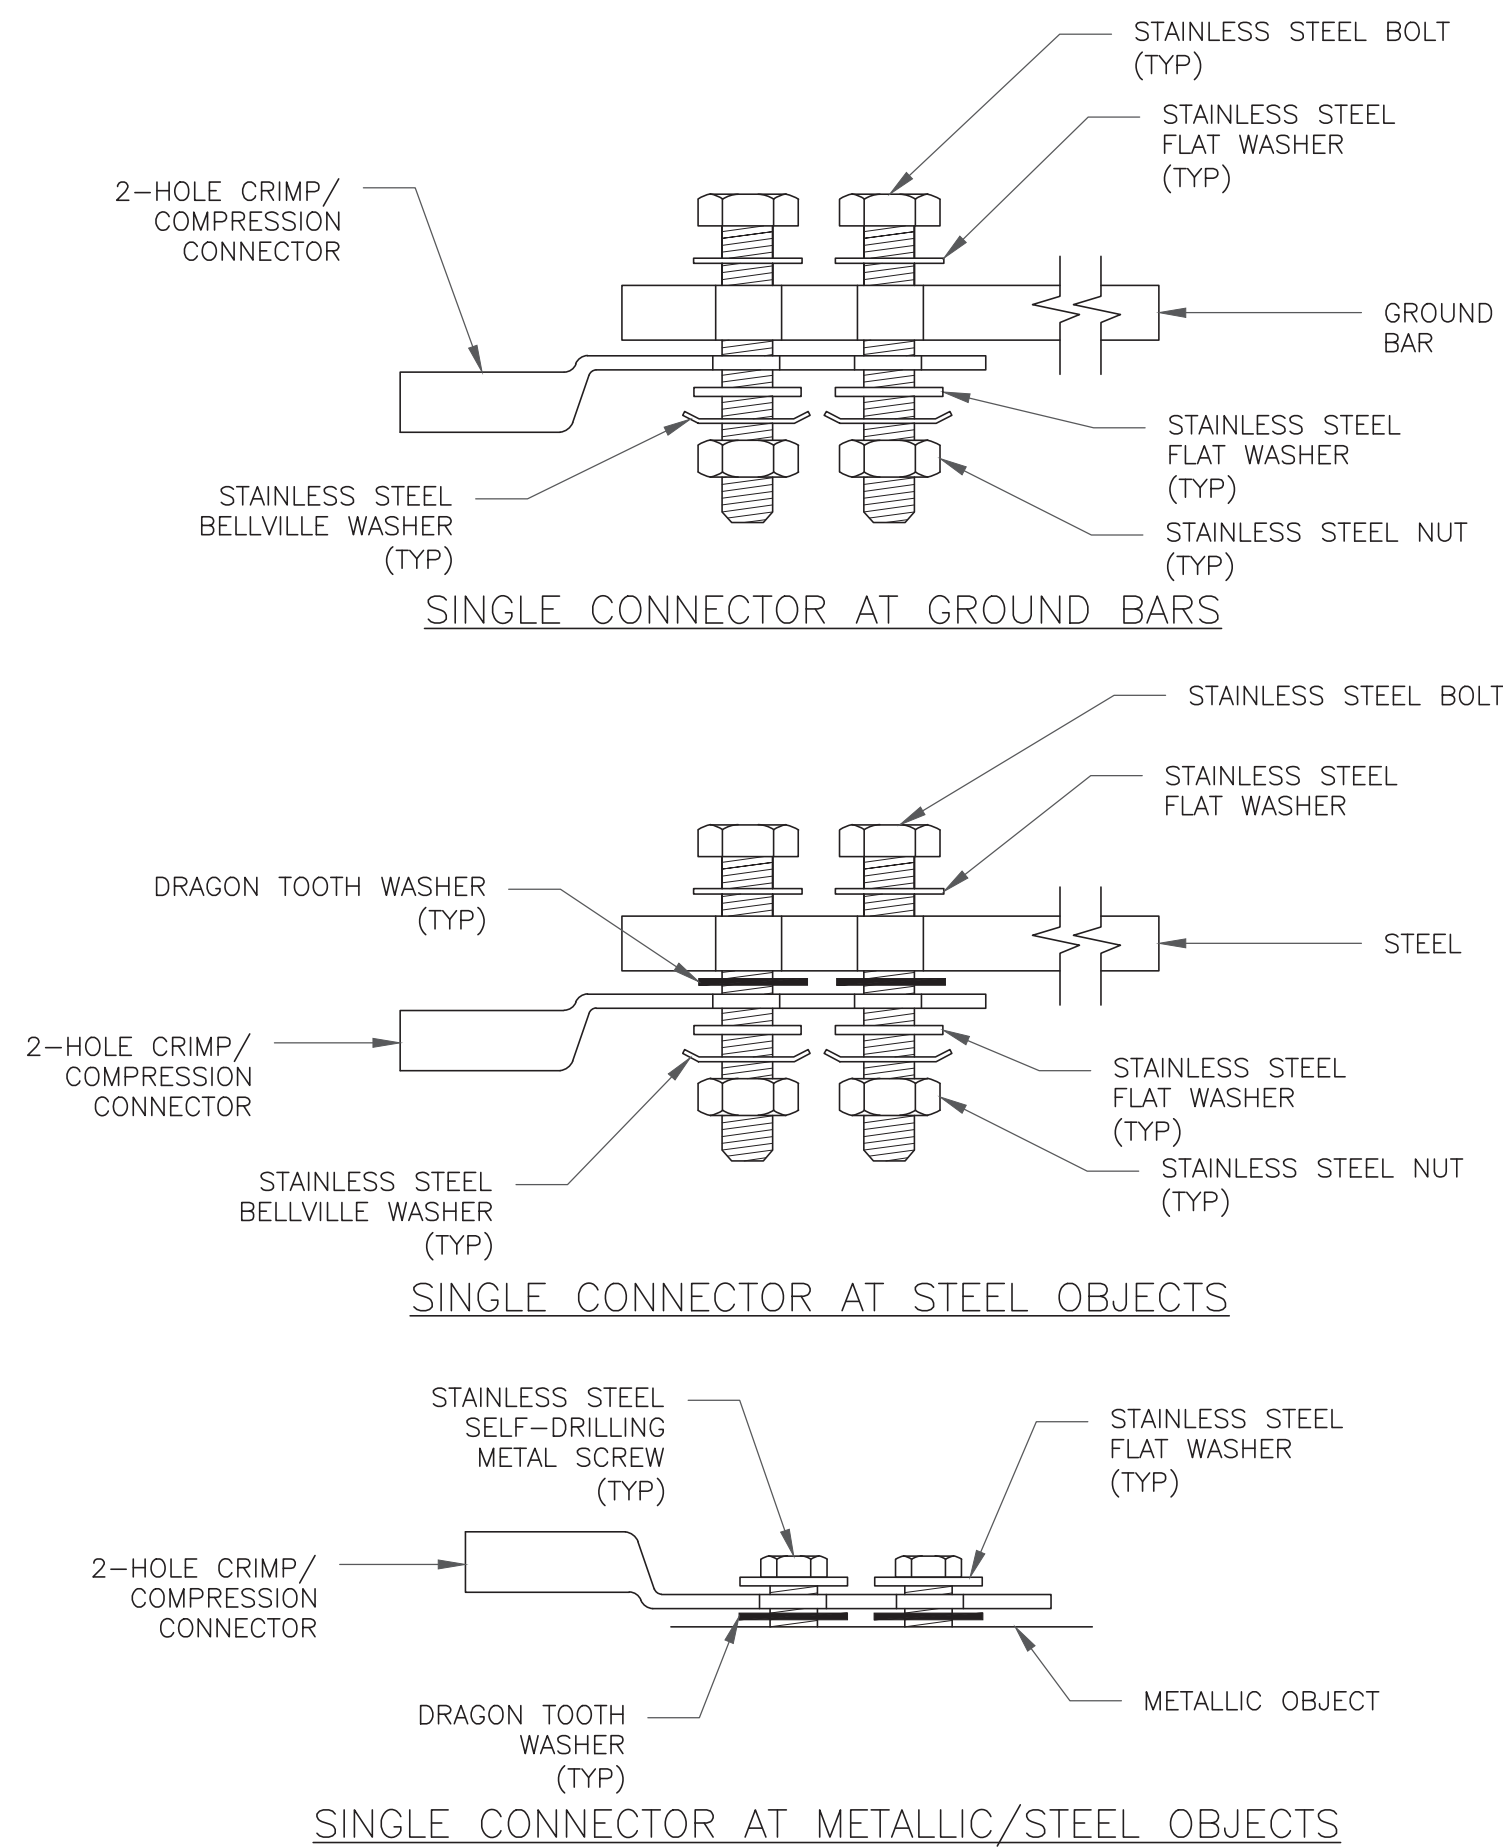 STAINLESS STEEL BOLT
(TYP)
STAINLESS STEEL
FLAT WASHER
(TYP)
2-HOLE CRIMP/
COMPRESSION
CONNECTOR
GROUND
BAR
STAINLESS STEEL
FLAT WASHER
(TYP)
STAINLESS STEEL
BELLVILLE WASHER
(TYP)
STAINLESS STEEL NUT
(TYP)
SINGLE CONNECTOR AT GROUND BARS
STAINLESS STEEL BOLT
STAINLESS STEEL
FLAT WASHER
DRAGON TOOTH WASHER
(TYP)
STEEL
2-HOLE CRIMP/
COMPRESSION
CONNECTOR
STAINLESS STEEL
FLAT WASHER
(TYP)
STAINLESS STEEL NUT
(TYP)
STAINLESS STEEL
BELLVILLE WASHER
(TYP)
SINGLE CONNECTOR AT STEEL OBJECTS
STAINLESS STEEL
SELF-DRILLING
METAL SCREW
(TYP)
STAINLESS STEEL
FLAT WASHER
(TYP)
2-HOLE CRIMP/
COMPRESSION
CONNECTOR
METALLIC OBJECT
DRAGON TOOTH
WASHER
(TYP)
SINGLE CONNECTOR AT METALLIC/STEEL OBJECTS